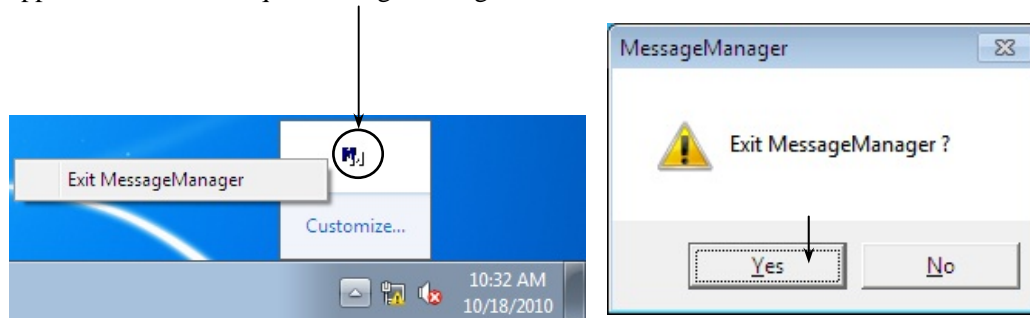 Exit MessageManager
Customize...
10:32 AM
10/18/2010
MessageManager
Exit MessageManager ?
Yes
No